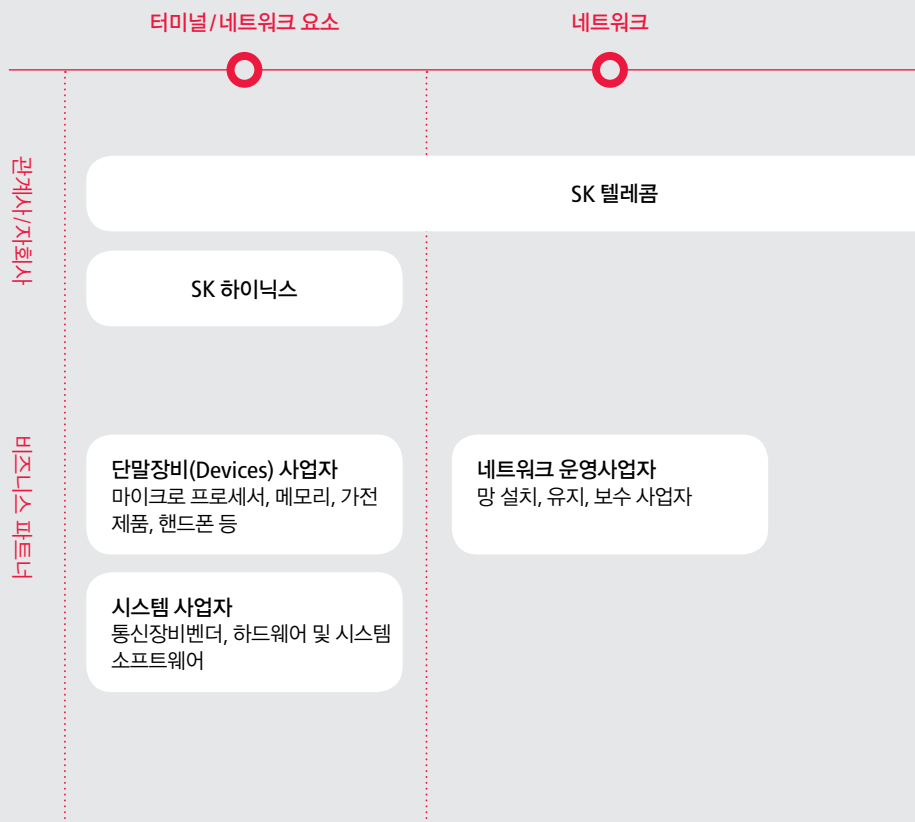 터미널/네트워크 요소
네트워크
관계사/자회사
SK 텔레콤
SK 하이닉스
비즈니스 파트너
단말장비(Devices) 사업자
마이크로 프로세서, 메모리, 가전
제품, 핸드폰 등
네트워크 운영사업자
망 설치, 유지, 보수 사업자
시스템 사업자
통신장비벤더, 하드웨어 및 시스템
소프트웨어